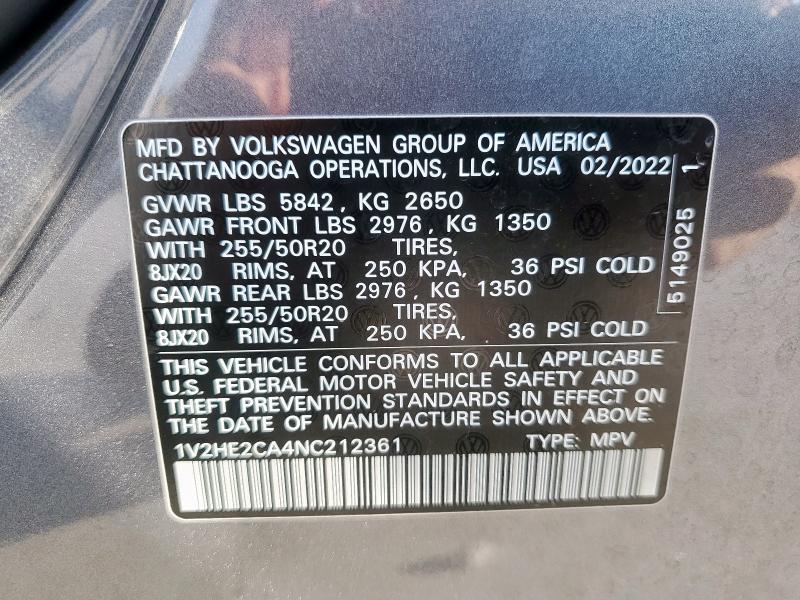 MFD BY VOLKSWAGEN GROUP OF AMERICA
CHATTANOOGA OPERATIONS, LLC. USA 02/2022
GVWR LBS 5842, KG 2650
GAWR FRONT LBS 2976, KG 1350
WITH 255/50R20 TIRES,
8JX20 RIMS, AT 250 KPA, 36 PSI COLD
GAWR REAR LBS 2976, KG 1350
WITH 255/50R20 TIRES,
8JX20 RIMS, AT 250 KPA, 36 PSI COLD
THIS VEHICLE CONFORMS TO ALL APPLICABLE
U.S. FEDERAL MOTOR VEHICLE SAFETY AND
THEFT PREVENTION STANDARDS IN EFFECT ON
THE DATE OF MANUFACTURE SHOWN ABOVE.
1V2HE2CA4NC212361 TYPE: MPV
5149025 1